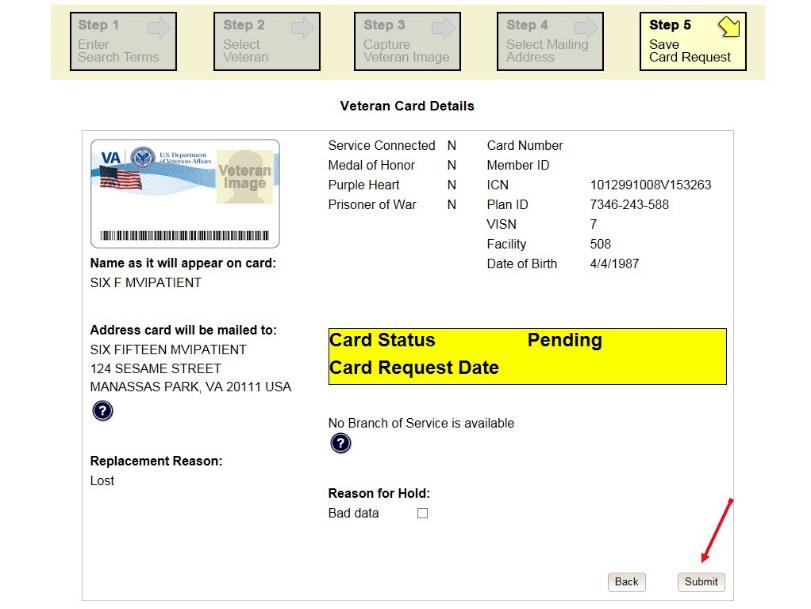 Step 1
Enter
Search Terms
Step 2
Select
Veteran
Step 3
Capture
Veteran Image
Step 4
Select Mailing
Address
Step 5
Save
Card Request
Veteran Card Details
VA
U.S. Department
of Veterans Affairs
Veteran
Image
Name as it will appear on card:
SIX F MVIPATIENT
Address card will be mailed to:
SIX FIFTEEN MVIPATIENT
124 SESAME STREET
MANASSAS PARK, VA 20111 USA
?
Replacement Reason:
Lost
Service Connected N
Medal of Honor N
Purple Heart N
Prisoner of War N
Card Number
Member ID
ICN 1012991008V153263
Plan ID 7346-243-588
VISN 7
Facility 508
Date of Birth 4/4/1987
Card Status Pending
Card Request Date
No Branch of Service is available
?
Reason for Hold:
Bad data
Back Submit